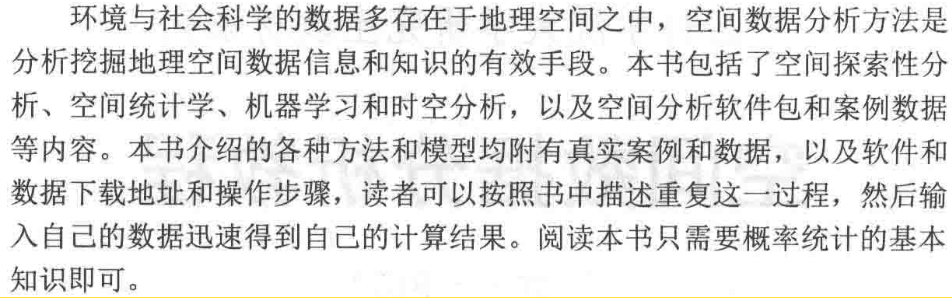 环境与社会科学的数据多存在于地理空间之中，空间数据分析方法是
分析挖掘地理空间数据信息和知识的有效手段。本书包括了空间探索性分
析、空间统计学、机器学习和时空分析，以及空间分析软件包和案例数据
等内容。本书介绍的各种方法和模型均附有真实案例和数据，以及软件和
数据下载地址和操作步骤，读者可以按照书中描述重复这一过程，然后输
入自己的数据迅速得到自己的计算结果。阅读本书只需要概率统计的基本
知识即可。